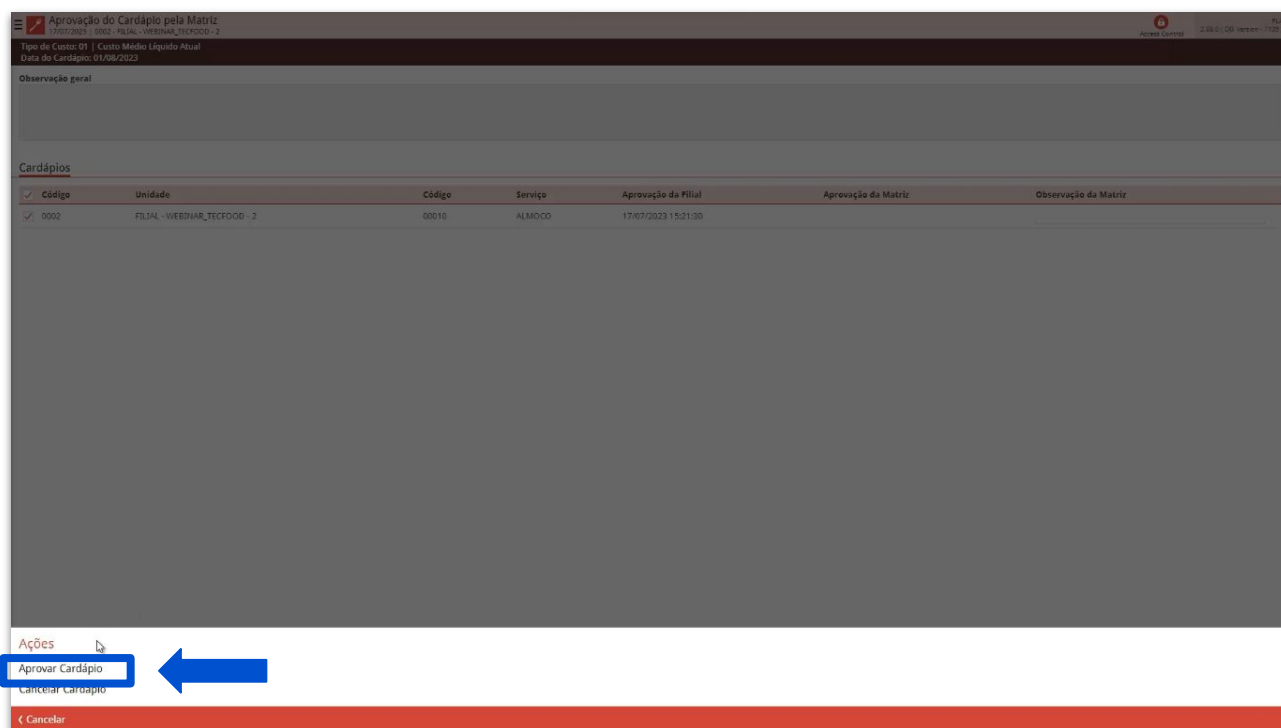 Aprovação do Cardápio pela Matriz
17/07/2023 | 0002 - FILIAL - WEBINAR_TECFOOD - 2
Access Control
Tipo de Custo: 01 | Custo Médio Líquido Atual
Data do Cardápio: 01/08/2023
Observação geral
Cardápios
Código Unidade Código Serviço Aprovação da Filial Aprovação da Matriz Observação da Matriz
0002 FILIAL - WEBINAR_TECFOOD - 2 00010 ALMOCO 17/07/2023 15:21:30
Ações
Aprovar Cardápio
Cancelar Cardápio
Cancelar